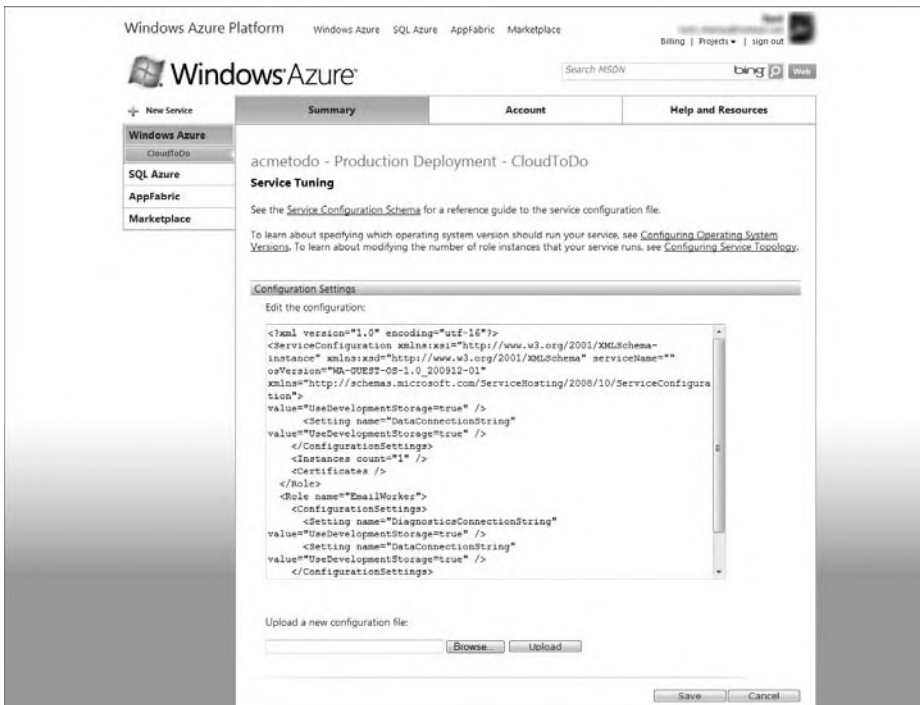 Windows Azure Platform Windows Azure SQL Azure AppFabric Marketplace
Billing | Projects | sign out
Windows Azure Search MSDN bing Web
New Service Summary Account Help and Resources
Windows Azure
CloudToDo
SQL Azure
AppFabric
Marketplace
acmetodo - Production Deployment - CloudToDo
Service Tuning
See the Service Configuration Schema for a reference guide to the service configuration file.
To learn about specifying which operating system version should run your service, see Configuring Operating System
Versions. To learn about modifying the number of role instances that your service runs, see Configuring Service Topology.
Configuration Settings
Edit the configuration:
<?xml version="1.0" encoding="utf-16"?>
<ServiceConfiguration xmlns:xsi="http://www.w3.org/2001/XMLSchema-
instance" xmlns:xsd="http://www.w3.org/2001/XMLSchema" serviceName=""
osVersion="WA-GUEST-OS-1.0_200912-01"
xmlns="http://schemas.microsoft.com/ServiceHosting/2008/10/ServiceConfigura
tion">
value="UseDevelopmentStorage=true" />
<Setting name="DataConnectionString"
value="UseDevelopmentStorage=true" />
</ConfigurationSettings>
<Instances count="1" />
<Certificates />
</Role>
<Role name="EmailWorker">
<ConfigurationSettings>
<Setting name="DiagnosticsConnectionString"
value="UseDevelopmentStorage=true" />
<Setting name="DataConnectionString"
value="UseDevelopmentStorage=true" />
</ConfigurationSettings>
Upload a new configuration file:
Browse... Upload
Save Cancel